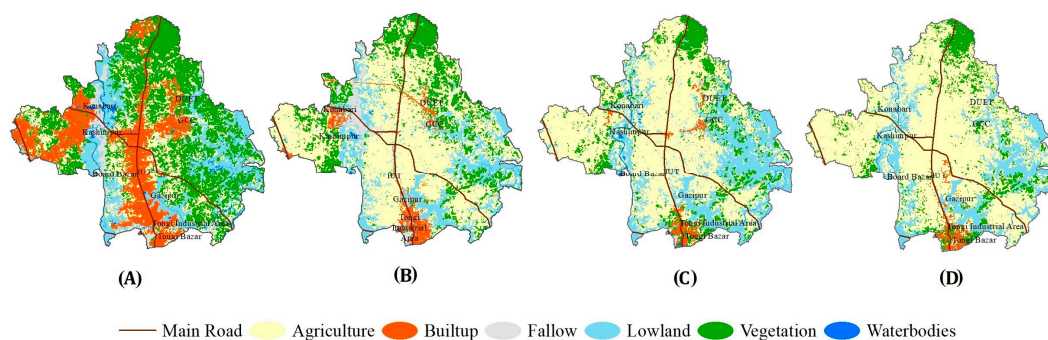 DUET
GCC
Konabari
Kashimpur
Board Bazar
IUT
Gazipur
Tongi Industrial Area
Tongi Bazar
(A)
DUET
GCC
Konabari
Kashimpur
IUT
Gazipur
Tongi
Industrial
Area
(B)
DUET
GCC
Konabari
Kashimpur
Board Bazar
IUT
Gazipur
Tongi Industrial Area
Tongi Bazar
(C)
DUET
GCC
Kashimpur
Board Bazar
IUT
Gazipur
Tongi Industrial Area
Tongi Bazar
(D)
Main Road Agriculture Builtup Fallow Lowland Vegetation Waterbodies